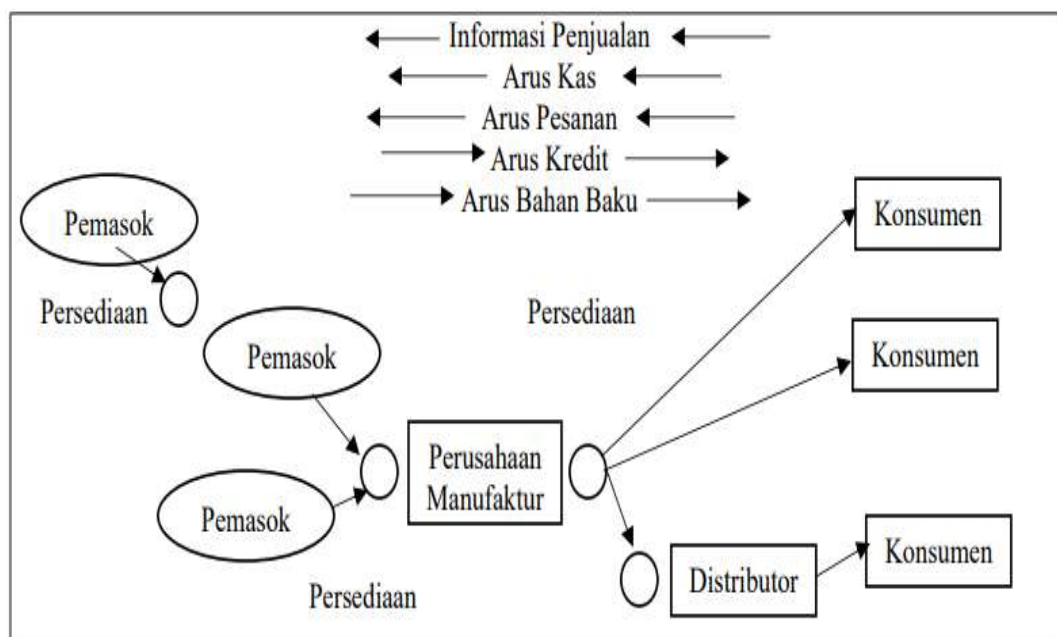 Informasi Penjualan
Arus Kas
Arus Pesanan
Arus Kredit
Arus Bahan Baku
Pemasok
Konsumen
Persediaan
Persediaan
Pemasok
Konsumen
Perusahaan
Manufaktur
Pemasok
Konsumen
Distributor
Persediaan